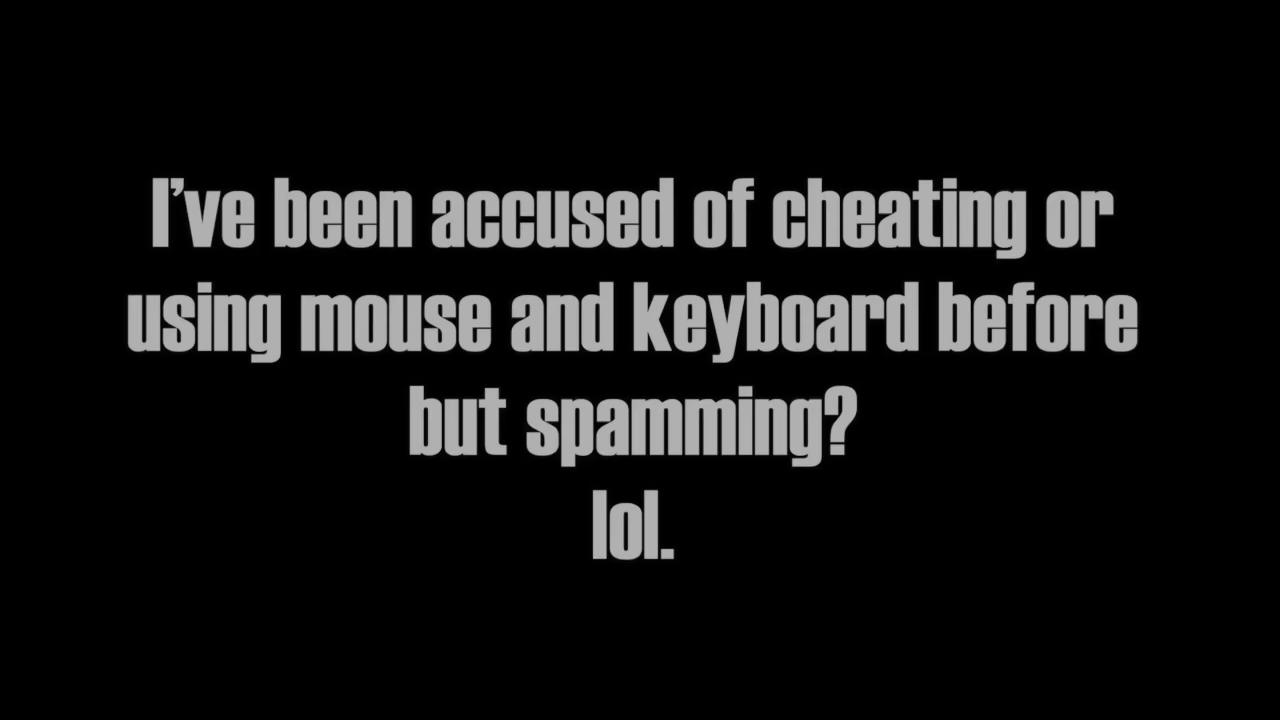 I've been accused of cheating or
using mouse and keyboard before
but spamming?
lol.